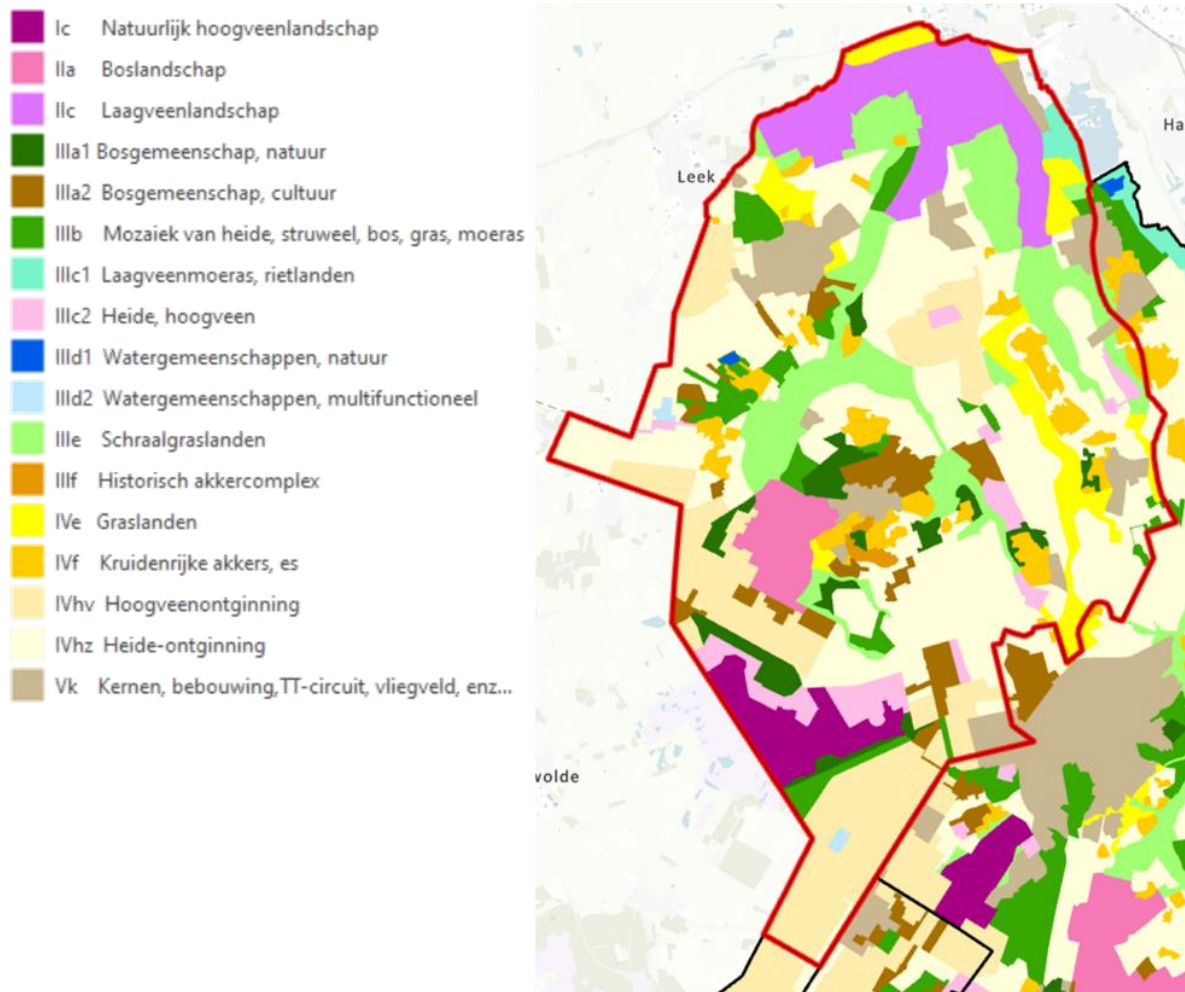 Ic Natuurlijk hoogveenlandschap
IIa Boslandschap
IIc Laagveenlandschap
IIIa1 Bosgemeenschap, natuur
IIIa2 Bosgemeenschap, cultuur
IIIb Mozaiek van heide, struweel, bos, gras, moeras
IIIc1 Laagveenmoeras, rietlanden
IIIc2 Heide, hoogveen
IIId1 Watergemeenschappen, natuur
IIId2 Watergemeenschappen, multifunctioneel
IIIe Schraalgraslanden
IIIf Historisch akkercomplex
IVe Graslanden
IVf Kruidenrijke akkers, es
IVhv Hoogveenontginning
IVhz Heide-ontginning
Vk Kernen, bebouwing,TT-circuit, vliegveld, enz...
Ha
Leek
wolde